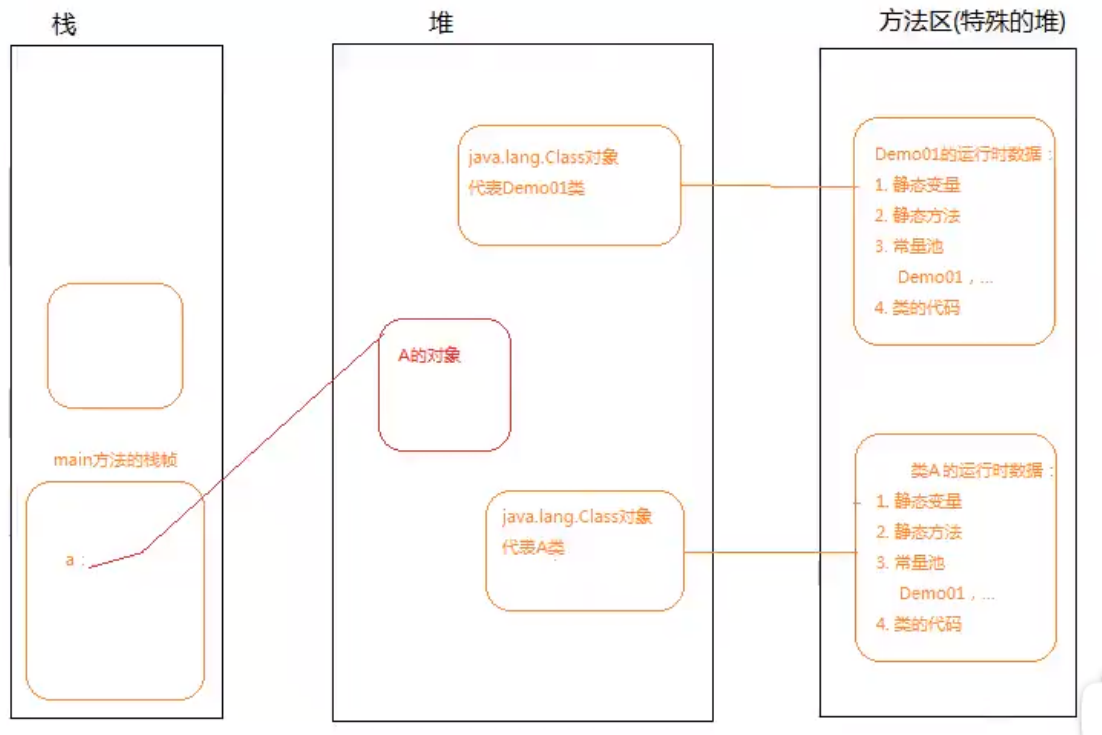 栈
堆
方法区(特殊的堆)
java.lang.Class对象
代表Demo01类
Demo01的运行时数据：
1. 静态变量
2. 静态方法
3. 常量池
Demo01，...
4. 类的代码
A的对象
main方法的栈帧
a：
java.lang.Class对象
代表A类
类A 的运行时数据：
1. 静态变量
2. 静态方法
3. 常量池
Demo01，...
4. 类的代码